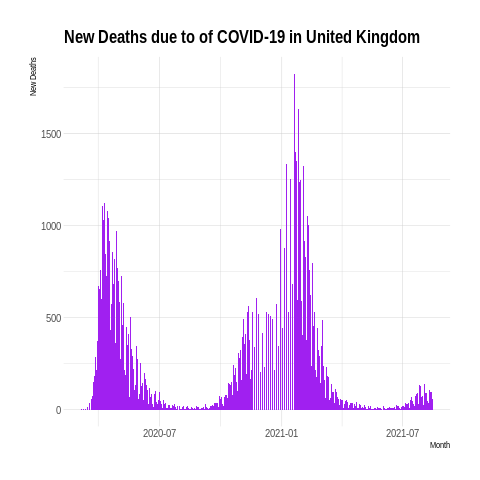 New Deaths due to of COVID-19 in United Kingdom
New Deaths
1500
1000
500
0
2020-07
2021-01
2021-07
Month